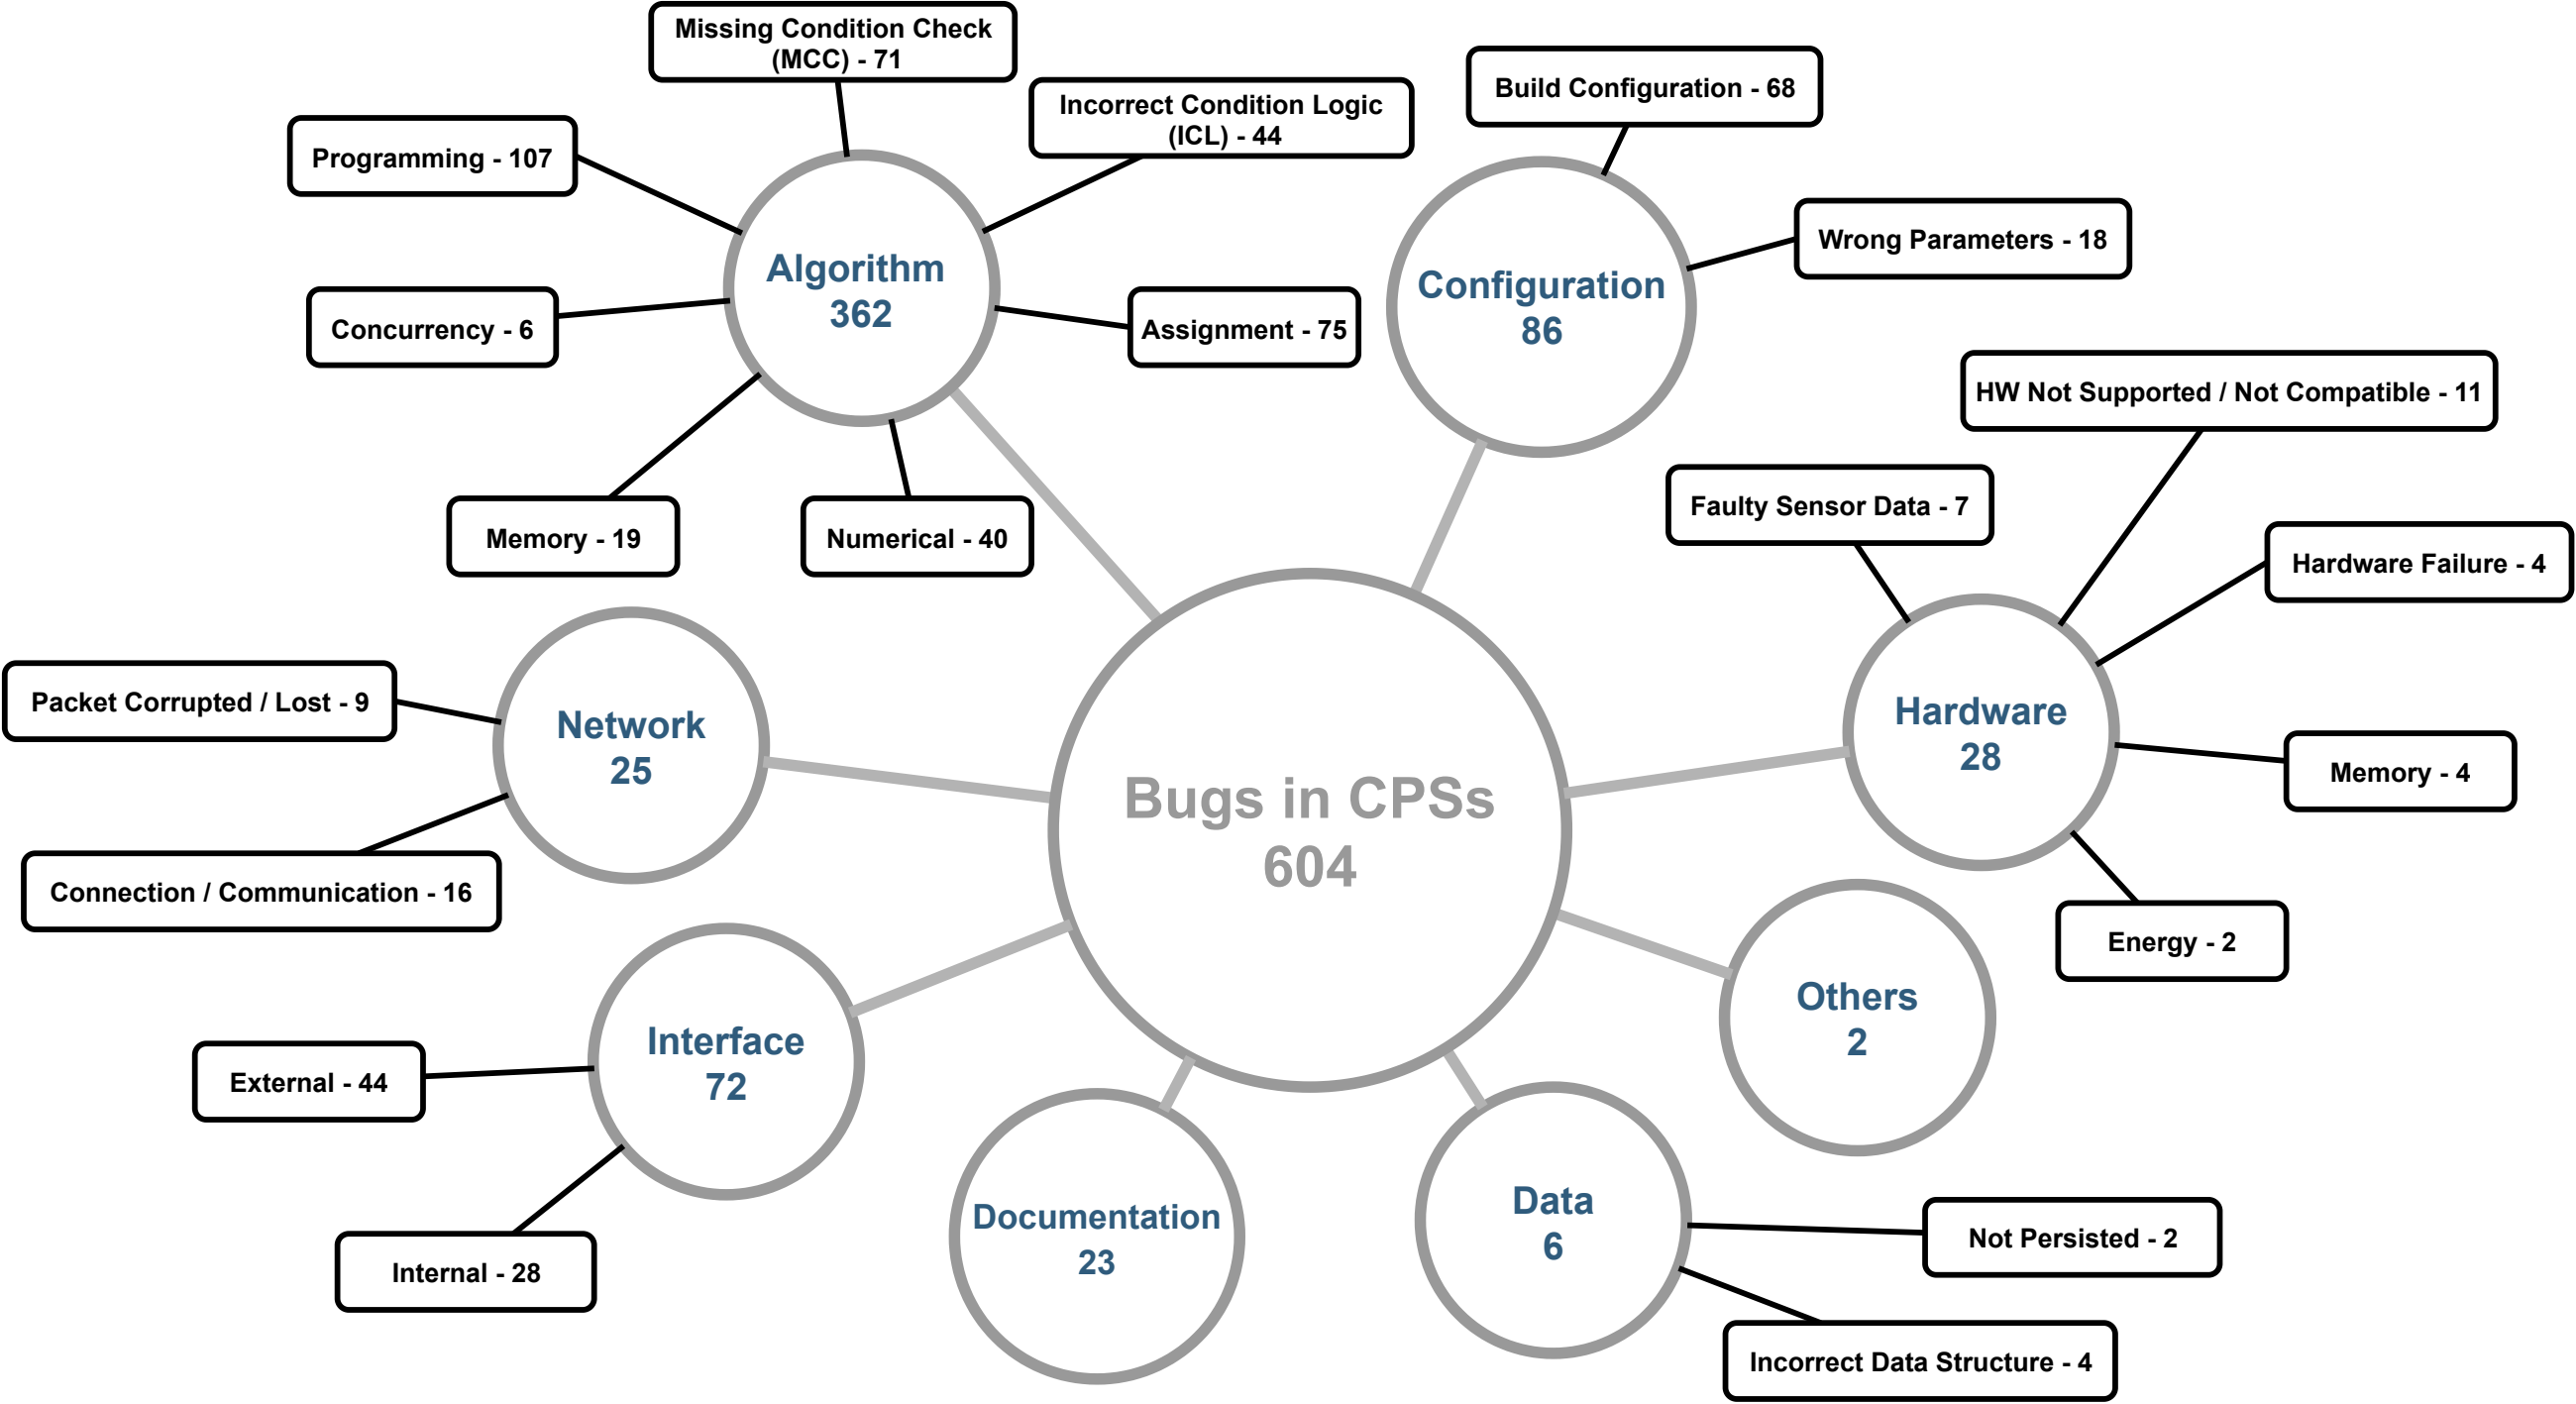 Missing Condition Check
(MCC) - 71
Build Configuration - 68
Incorrect Condition Logic
(ICL) - 44
Programming - 107
Wrong Parameters - 18
Algorithm
362
Configuration
86
Concurrency - 6
Assignment - 75
HW Not Supported / Not Compatible - 11
Faulty Sensor Data - 7
Memory - 19
Numerical - 40
Hardware Failure - 4
Packet Corrupted / Lost - 9
Network
25
Hardware
28
Memory - 4
Bugs in CPSs
604
Connection / Communication - 16
Energy - 2
Others
2
Interface
72
External - 44
Data
6
Documentation
23
Not Persisted - 2
Internal - 28
Incorrect Data Structure - 4